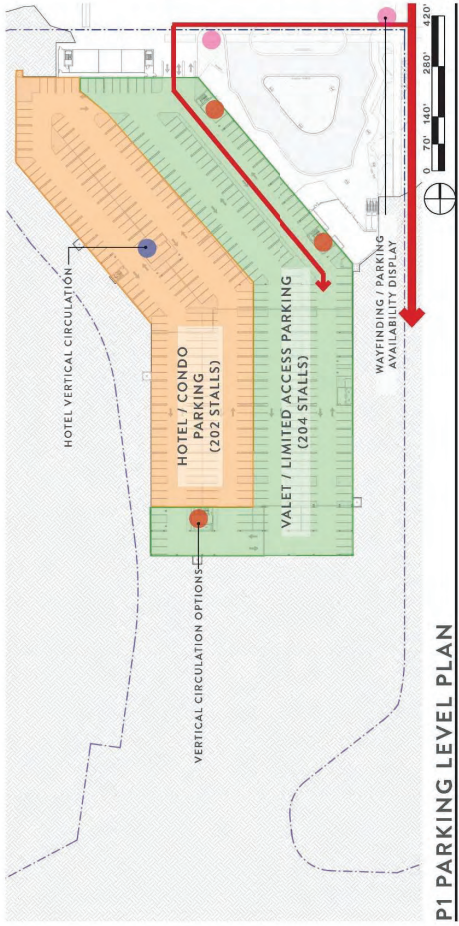 HOTEL VERTICAL CIRCULATION
HOTEL / CONDO
PARKING
(202 STALLS)
VALET / LIMITED ACCESS PARKING
(204 STALLS)
VERTICAL CIRCULATION OPTIONS
WAYFINDING / PARKING
AVAILABILITY DISPLAY
0 70' 140' 280' 420'
P1 PARKING LEVEL PLAN